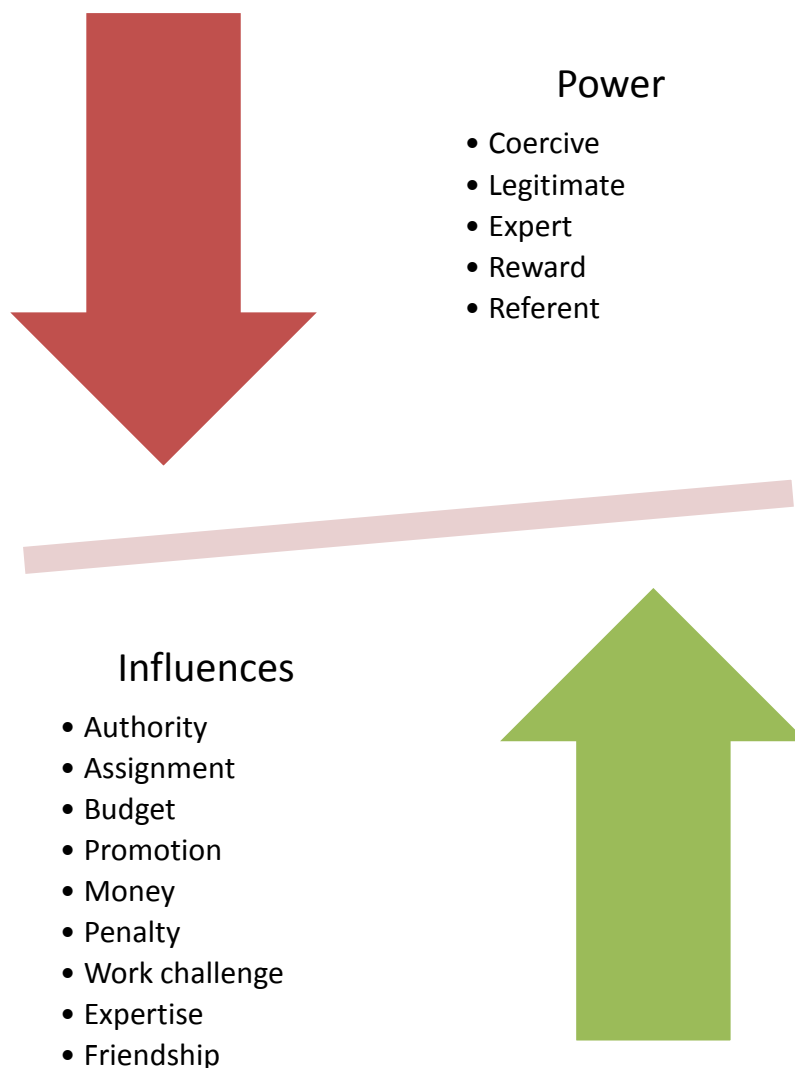 Power
• Coercive
• Legitimate
• Expert
• Reward
• Referent
Influences
• Authority
• Assignment
• Budget
• Promotion
• Money
• Penalty
• Work challenge
• Expertise
• Friendship